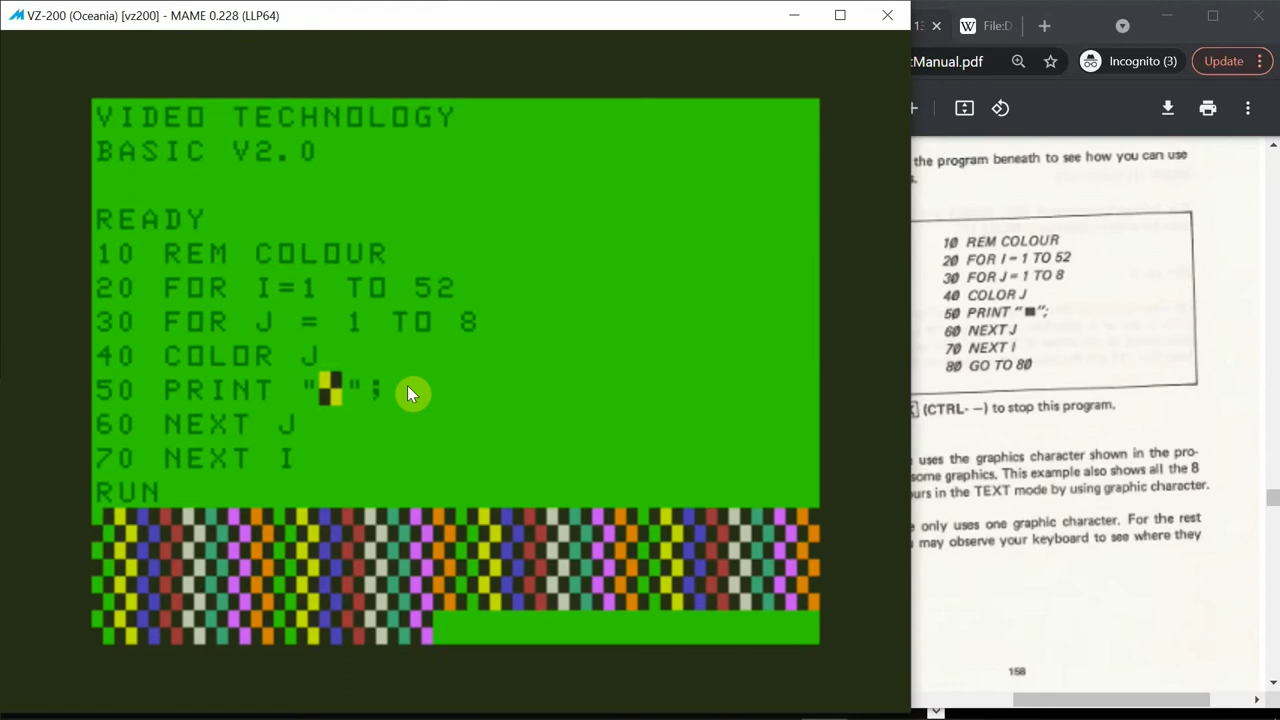 VZ-200 (Oceania) [vz200] - MAME 0.228 (LLP64)
File:D
tManual.pdf
Incognito (3)
Update
VIDEO TECHNOLOGY
BASIC V2.0
READY
10 REM COLOUR
20 FOR I=1 TO 52
30 FOR J = 1 TO 8
40 COLOR J
50 PRINT "▞";
60 NEXT J
70 NEXT I
RUN
the program beneath to see how you can use
s.
10 REM COLOUR
20 FOR I = 1 TO 52
30 FOR J = 1 TO 8
40 COLOR J
50 PRINT "■";
60 NEXT J
70 NEXT I
80 GO TO 80
(CTRL- —) to stop this program.
uses the graphics character shown in the pro-
some graphics. This example also shows all the 8
urs in the TEXT mode by using graphic character.
only uses one graphic character. For the rest
may observe your keyboard to see where they
158